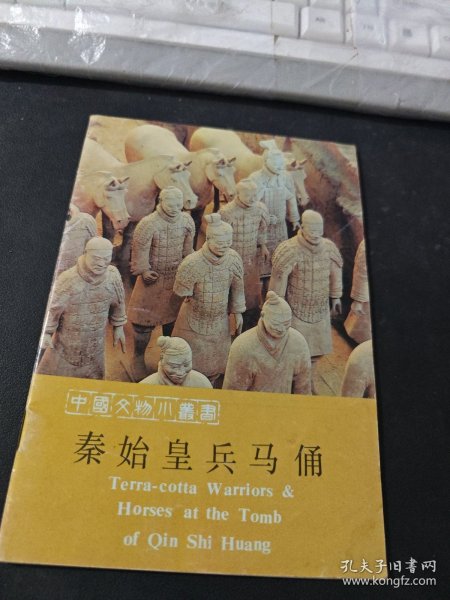 中國文物小叢書
秦始皇兵马俑
Terra-cotta Warriors &
Horses at the Tomb
of Qin Shi Huang
孔夫子旧书网
www.kongfz.com